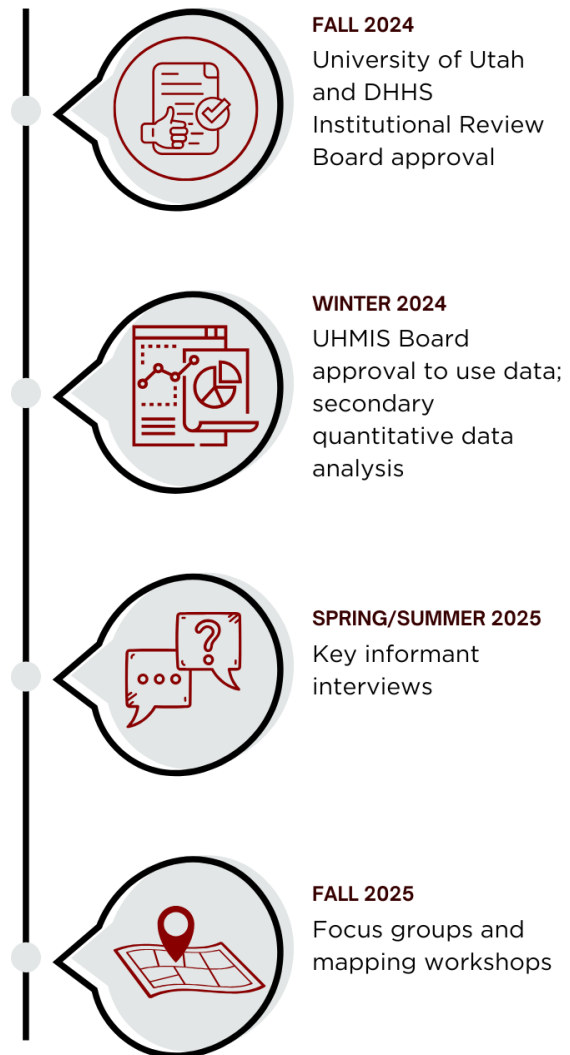 FALL 2024
University of Utah
and DHHS
Institutional Review
Board approval
WINTER 2024
UHMIS Board
approval to use data;
secondary
quantitative data
analysis
SPRING/SUMMER 2025
Key informant
interviews
FALL 2025
Focus groups and
mapping workshops